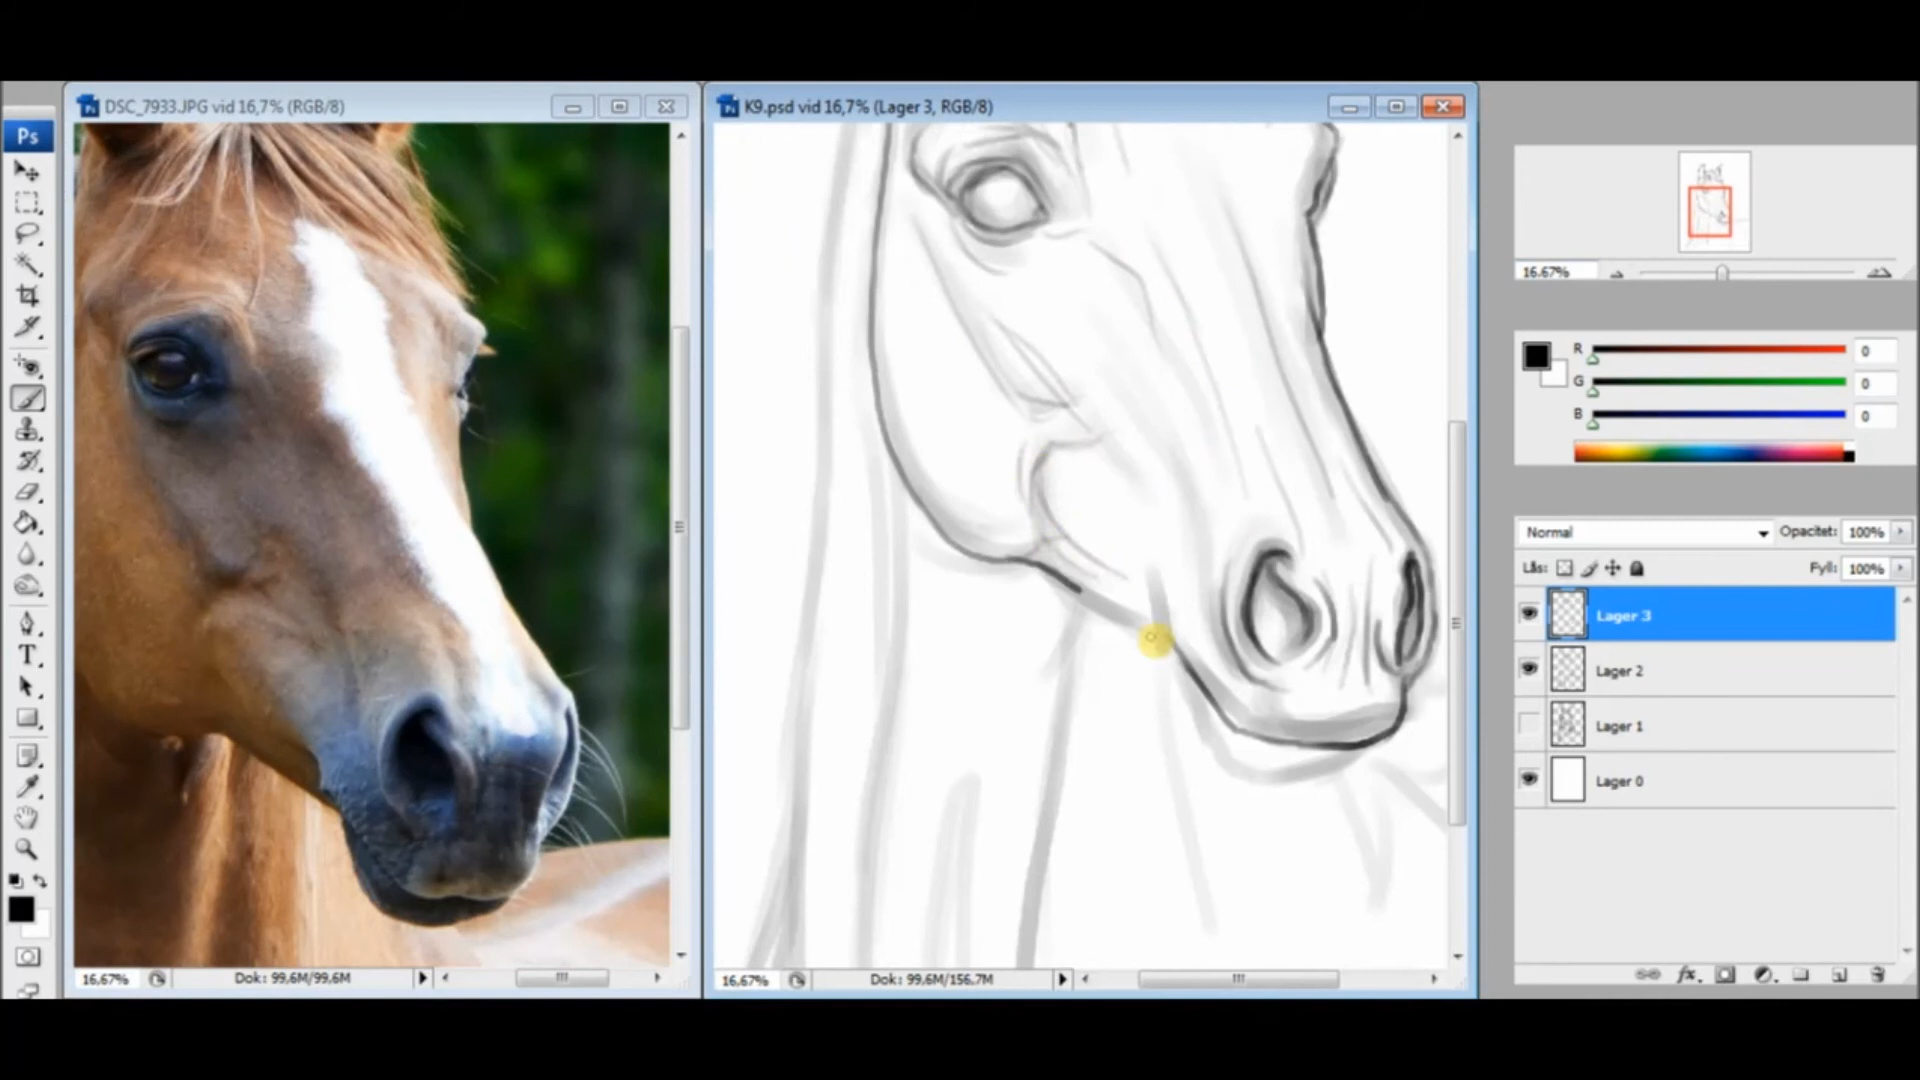 DSC_7933.JPG vid 16,7% (RGB/8)
K9.psd vid 16,7% (Lager 3, RGB/8)
Ps
T
16,67%
Dok: 99,6M/99,6M
16,67%
Dok: 99,6M/156,7M
16.67%
R 0
G 0
B 0
Normal
Opacitet: 100%
Lås:
Fyll: 100%
Lager 3
Lager 2
Lager 1
Lager 0
fx